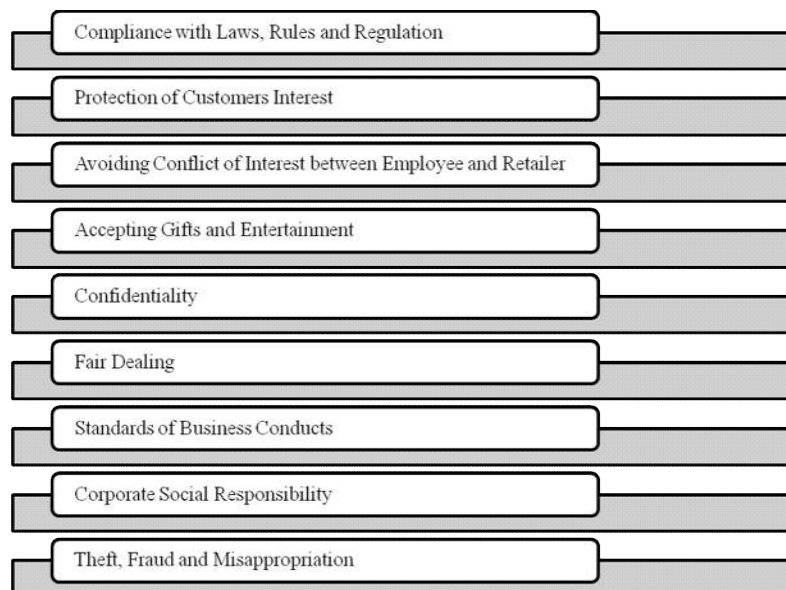 Compliance with Laws, Rules and Regulation
Protection of Customers Interest
Avoiding Conflict of Interest between Employee and Retailer
Accepting Gifts and Entertainment
Confidentiality
Fair Dealing
Standards of Business Conducts
Corporate Social Responsibility
Theft, Fraud and Misappropriation